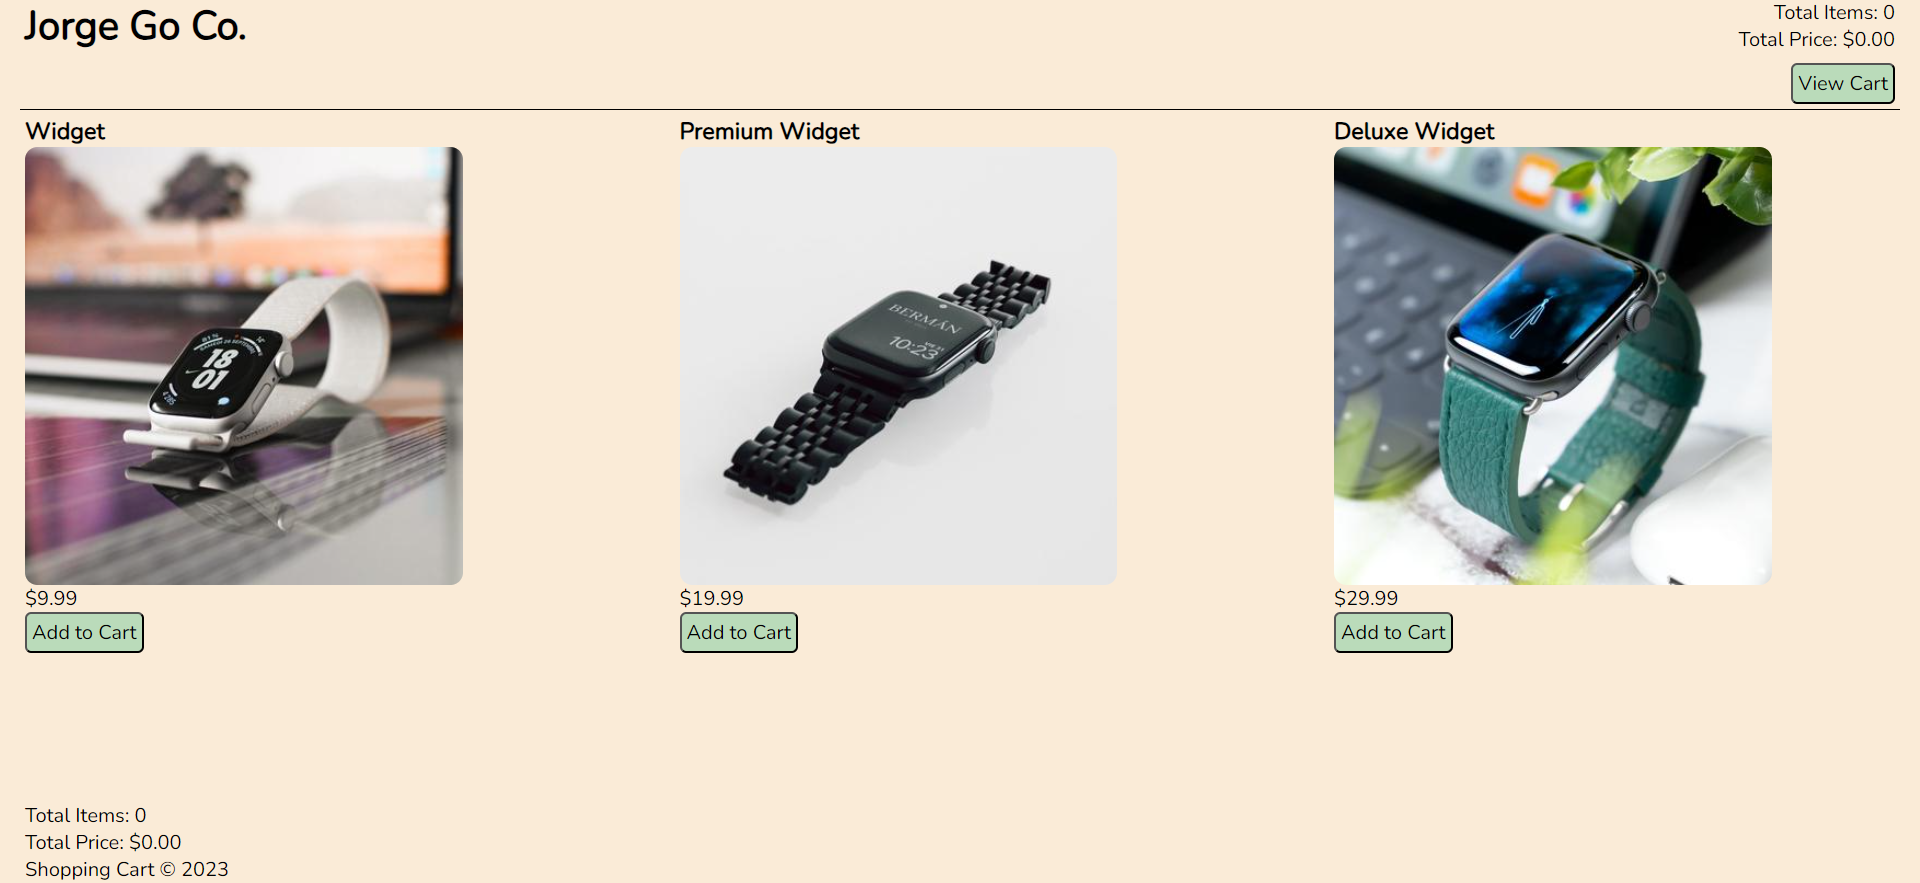 Jorge Go Co.
Total Items: 0
Total Price: $0.00
View Cart
Widget
Premium Widget
Deluxe Widget
18
01
BERMAN
10:23
$9.99
$19.99
$29.99
Add to Cart
Add to Cart
Add to Cart
Total Items: 0
Total Price: $0.00
Shopping Cart © 2023